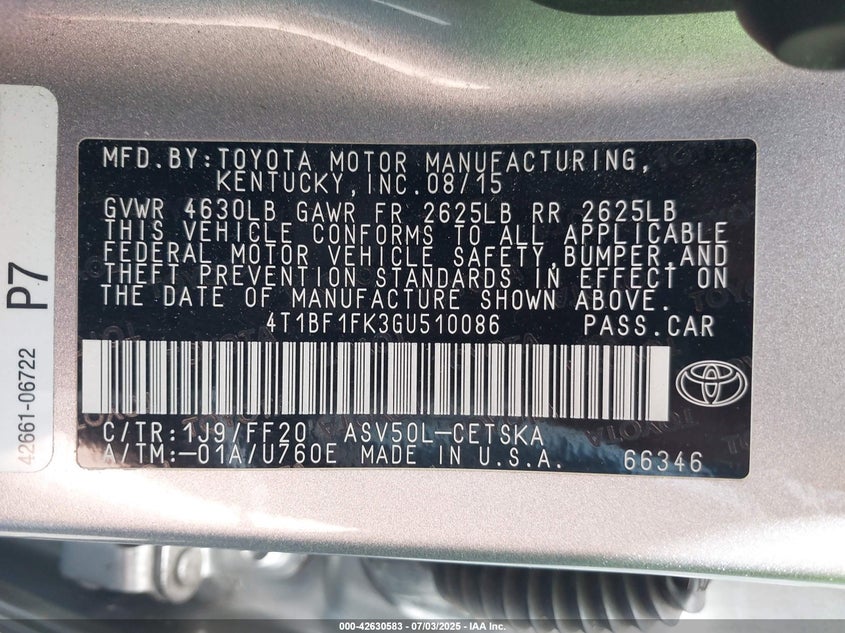 MFD.BY:TOYOTA MOTOR MANUFACTURING,
KENTUCKY,INC.08/15
GVWR 4630LB GAWR FR 2625LB RR 2625LB
THIS VEHICLE CONFORMS TO ALL APPLICABLE
FEDERAL MOTOR VEHICLE SAFETY,BUMPER,AND
THEFT PREVENTION STANDARDS IN EFFECT ON
THE DATE OF MANUFACTURE SHOWN ABOVE.
4T1BF1FK3GU510086 PASS.CAR
C/TR:1J9/FF20 ASV50L-CETSKA
A/TM:-01A/U760E MADE IN U.S.A. 66346
42661-06722 P7
000-42630583 / 07/03/2025 - IAA Inc.